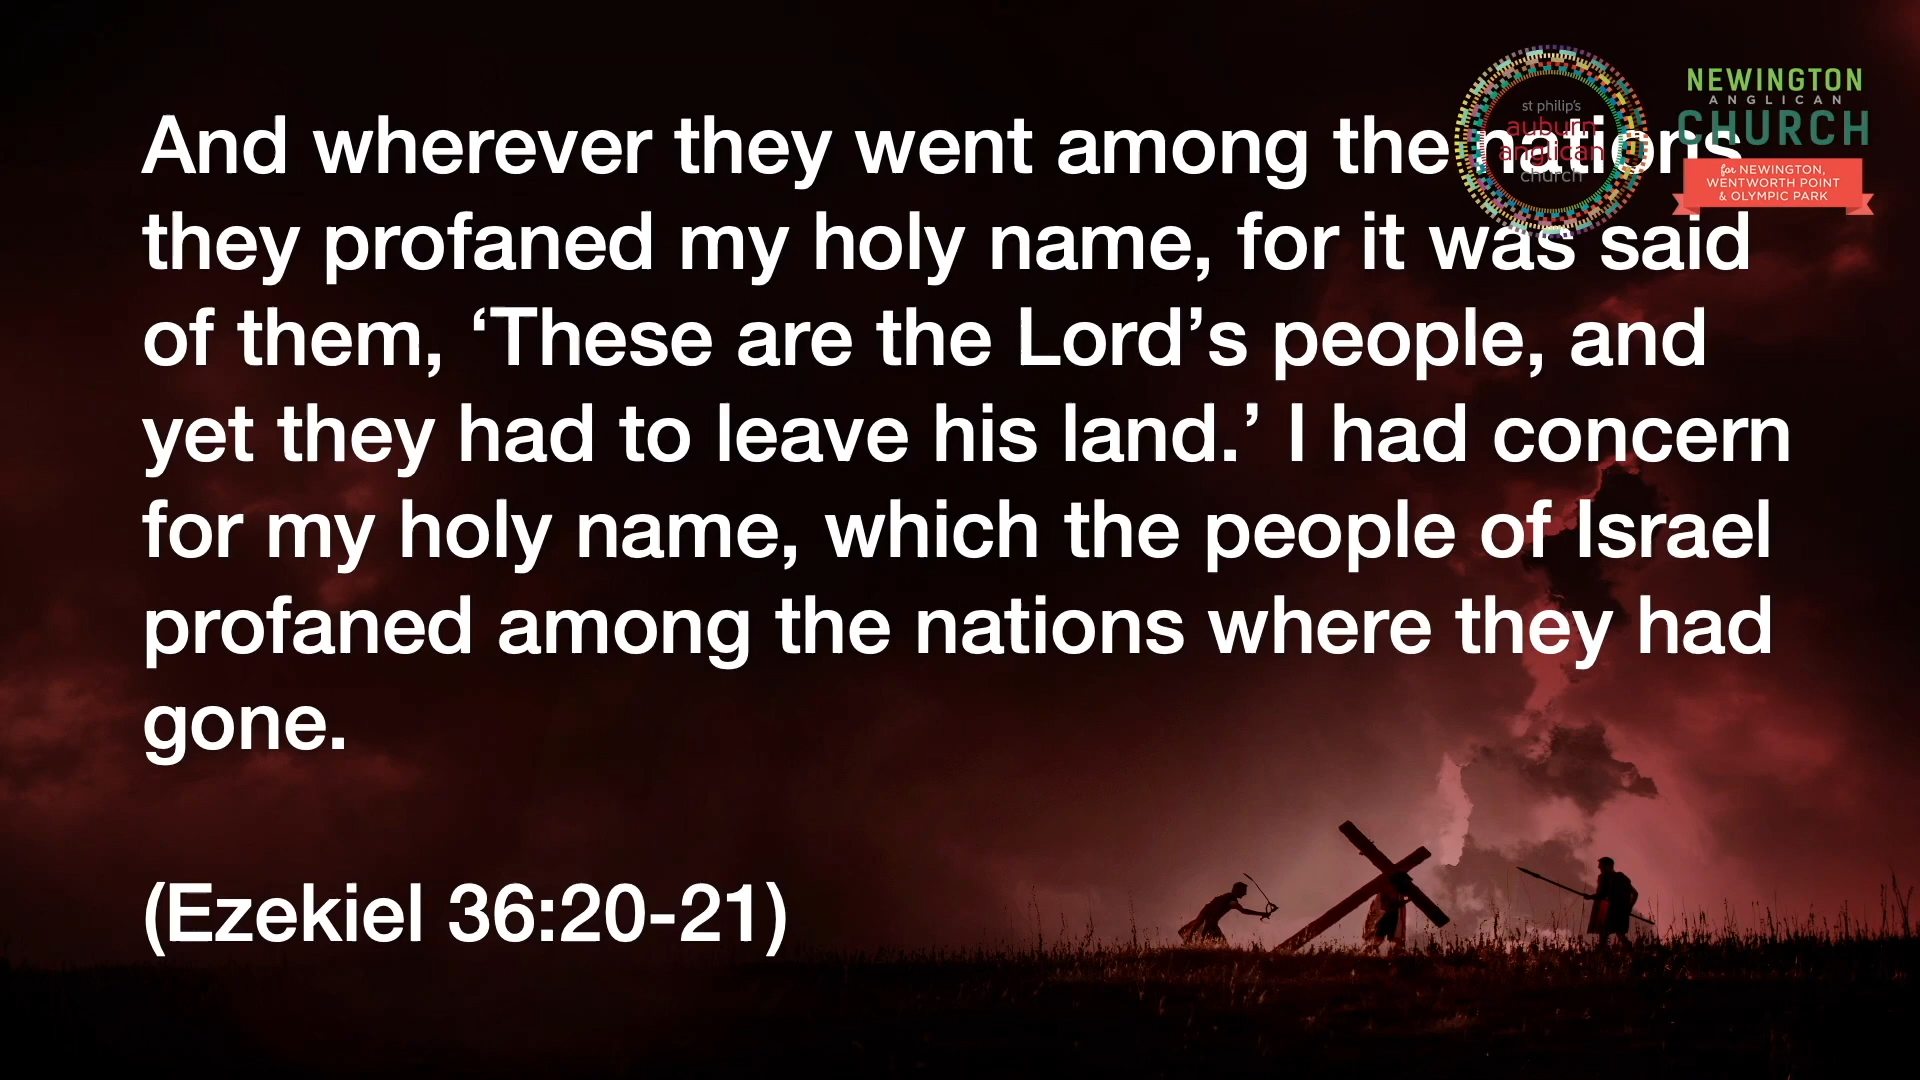 And wherever they went among the nations
they profaned my holy name, for it was said
of them, ‘These are the Lord’s people, and
yet they had to leave his land.’ I had concern
for my holy name, which the people of Israel
profaned among the nations where they had
gone.
(Ezekiel 36:20-21)
st philip's
auburn
anglican
church
NEWINGTON
ANGLICAN
CHURCH
for NEWINGTON,
WENTWORTH POINT
& OLYMPIC PARK